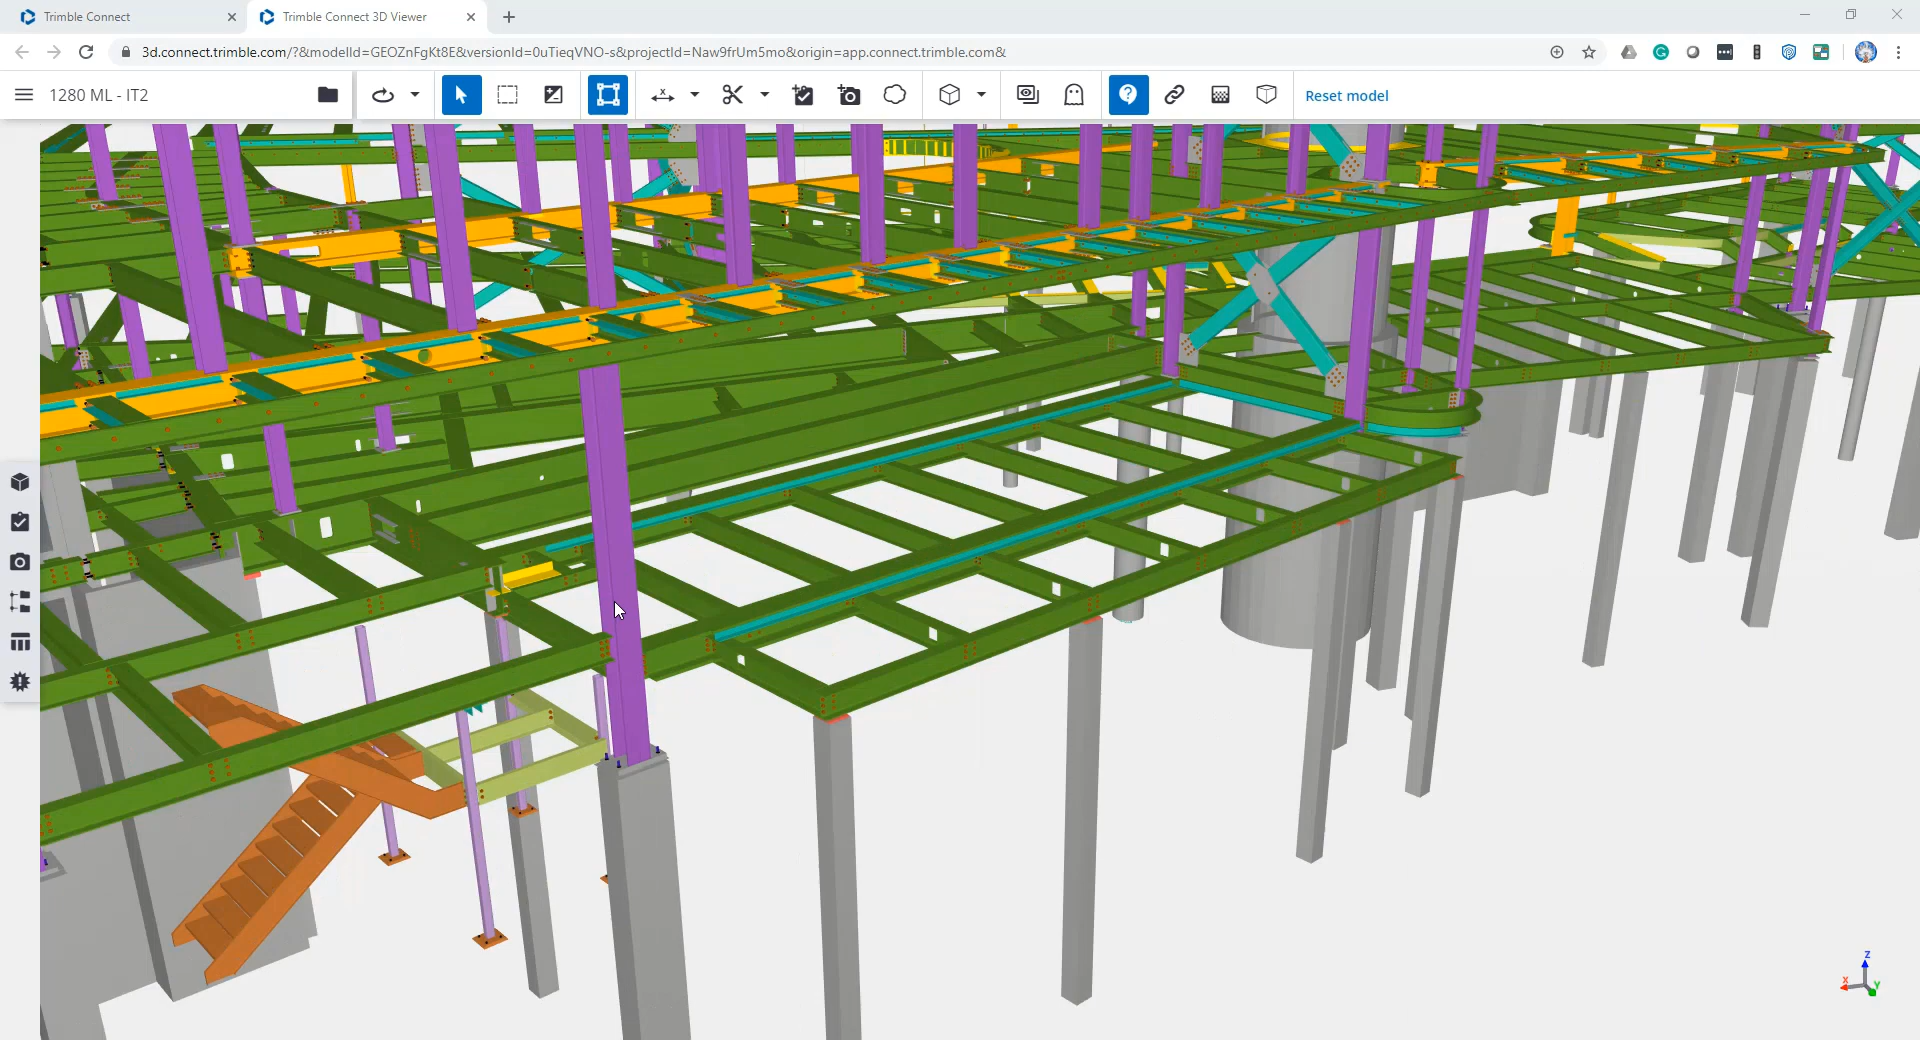 Trimble Connect
Trimble Connect 3D Viewer
3d.connect.trimble.com/?&modelId=GEOZnFgKt8E&versionId=0uTieqVNO-s&projectId=Naw9frUm5mo&origin=app.connect.trimble.com&
1280 ML - IT2
x
Reset model
Z
X
Y